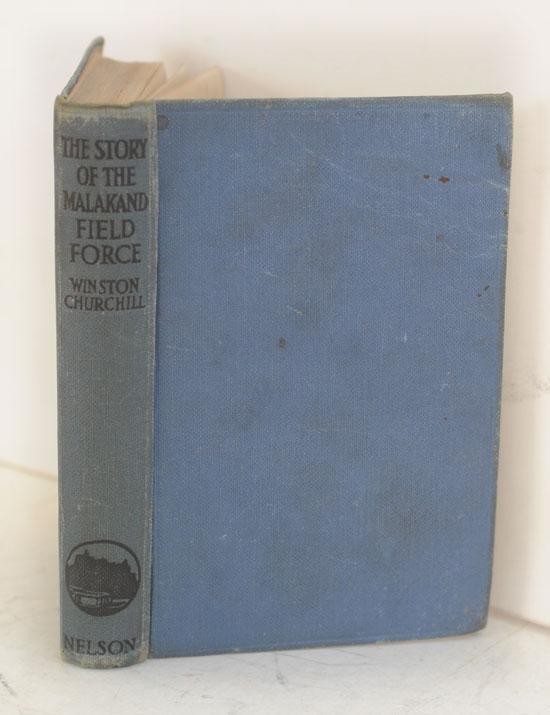 THE STORY
OF THE
MALAKAND
FIELD
FORCE
WINSTON
CHURCHILL
NELSON